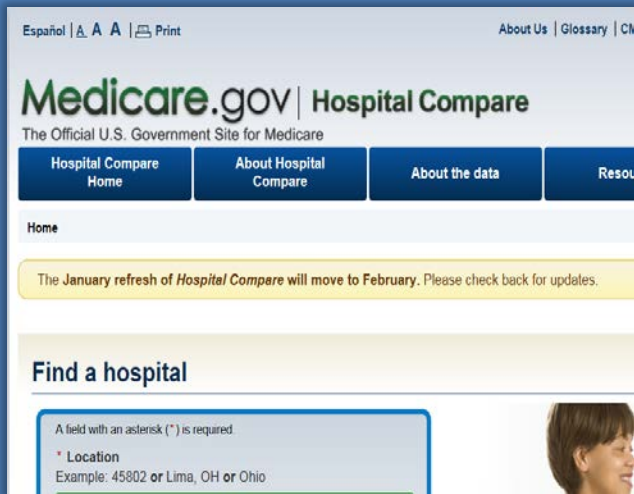 Español | A A A | Print
About Us | Glossary |
Medicare.gov | Hospital Compare
The Official U.S. Government Site for Medicare
Hospital Compare Home
About Hospital Compare
About the data
Home
The January refresh of Hospital Compare will move to February. Please check back for updates.
Find a hospital
A field with an asterisk (*) is required.
* Location
Example: 45802 or Lima, OH or Ohio